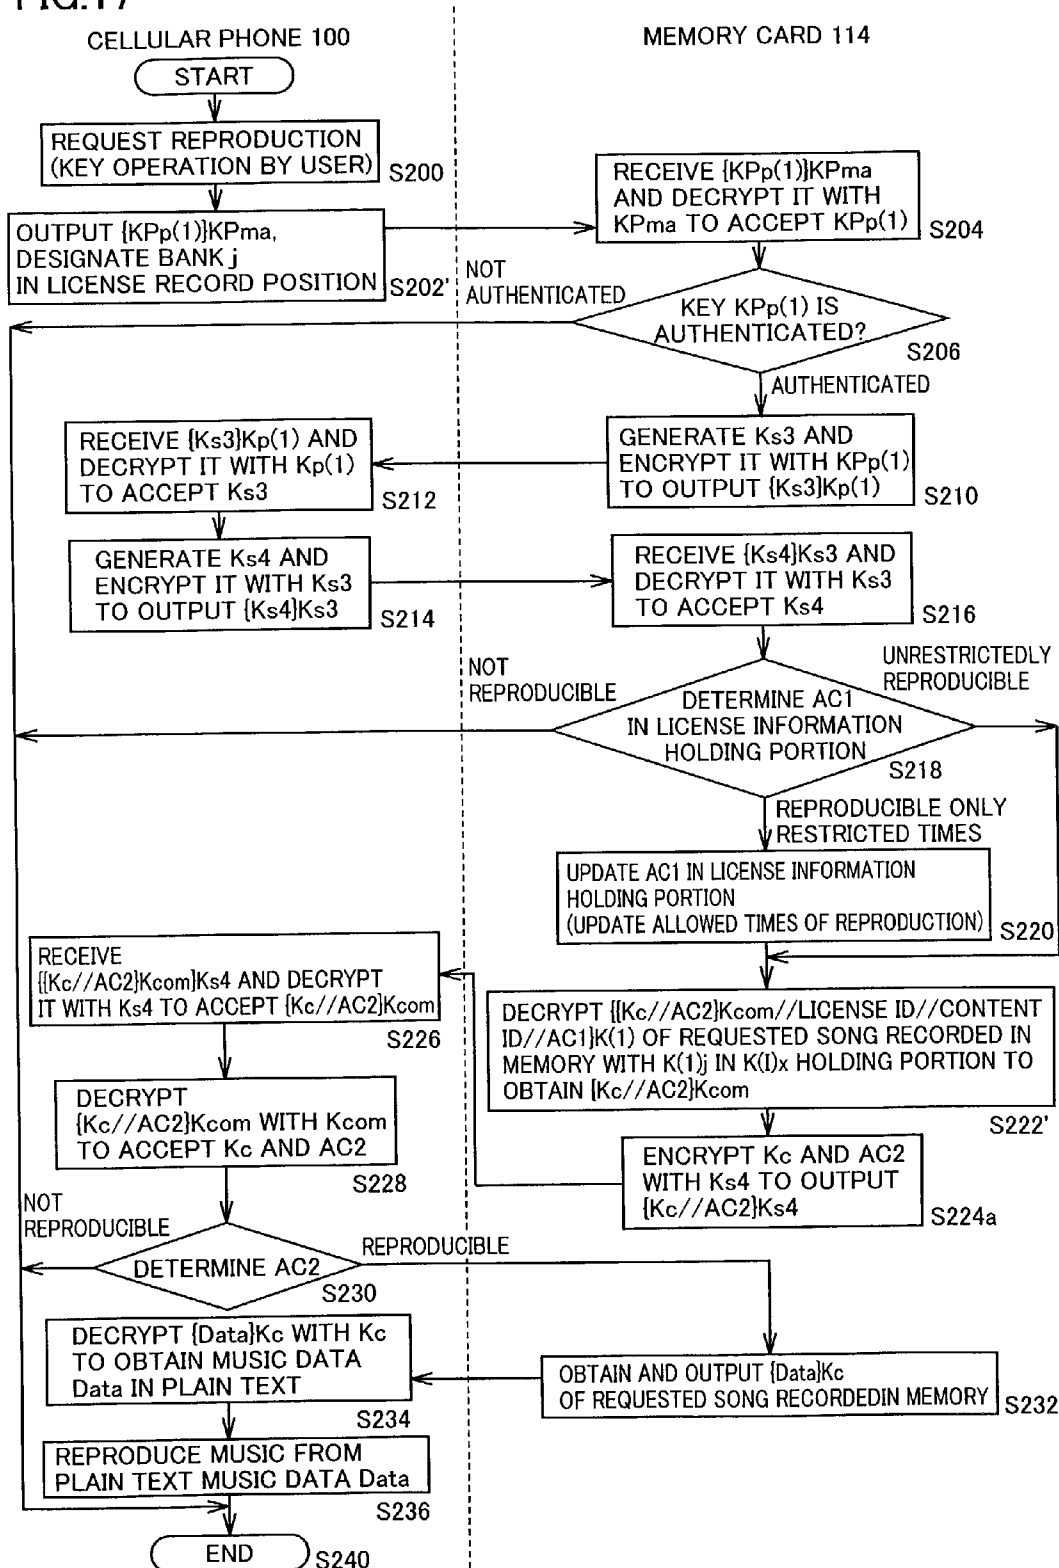 FIG.17
CELLULAR PHONE 100
MEMORY CARD 114
START
REQUEST REPRODUCTION
(KEY OPERATION BY USER)
S200
OUTPUT {KPp(1)}KPma,
DESIGNATE BANK j
IN LICENSE RECORD POSITION
S202'
RECEIVE {KPp(1)}KPma
AND DECRYPT IT WITH
KPma TO ACCEPT KPp(1)
S204
NOT
AUTHENTICATED
KEY KPp(1) IS
AUTHENTICATED?
S206
AUTHENTICATED
GENERATE Ks3 AND
ENCRYPT IT WITH KPp(1)
TO OUTPUT {Ks3}Kp(1)
S210
RECEIVE {Ks3}Kp(1) AND
DECRYPT IT WITH Kp(1)
TO ACCEPT Ks3
S212
GENERATE Ks4 AND
ENCRYPT IT WITH Ks3
TO OUTPUT {Ks4}Ks3
S214
RECEIVE {Ks4}Ks3 AND
DECRYPT IT WITH Ks3
TO ACCEPT Ks4
S216
NOT
REPRODUCIBLE
UNRESTRICTEDLY
REPRODUCIBLE
DETERMINE AC1
IN LICENSE INFORMATION
HOLDING PORTION
S218
REPRODUCIBLE ONLY
RESTRICTED TIMES
UPDATE AC1 IN LICENSE INFORMATION
HOLDING PORTION
(UPDATE ALLOWED TIMES OF REPRODUCTION)
S220
DECRYPT {{Kc//AC2}Kcom//LICENSE ID//CONTENT
ID//AC1}K(1) OF REQUESTED SONG RECORDED IN
MEMORY WITH K(1)j IN K(I)x HOLDING PORTION TO
OBTAIN {Kc//AC2}Kcom
S222'
ENCRYPT Kc AND AC2
WITH Ks4 TO OUTPUT
{Kc//AC2}Ks4
S224a
RECEIVE
{{Kc//AC2}Kcom}Ks4 AND DECRYPT
IT WITH Ks4 TO ACCEPT {Kc//AC2}Kcom
S226
DECRYPT
{Kc//AC2}Kcom WITH Kcom
TO ACCEPT Kc AND AC2
S228
NOT
REPRODUCIBLE
DETERMINE AC2
S230
REPRODUCIBLE
OBTAIN AND OUTPUT {Data}Kc
OF REQUESTED SONG RECORDEDIN MEMORY
S232
DECRYPT {Data}Kc WITH Kc
TO OBTAIN MUSIC DATA
Data IN PLAIN TEXT
S234
REPRODUCE MUSIC FROM
PLAIN TEXT MUSIC DATA Data
S236
END
S240